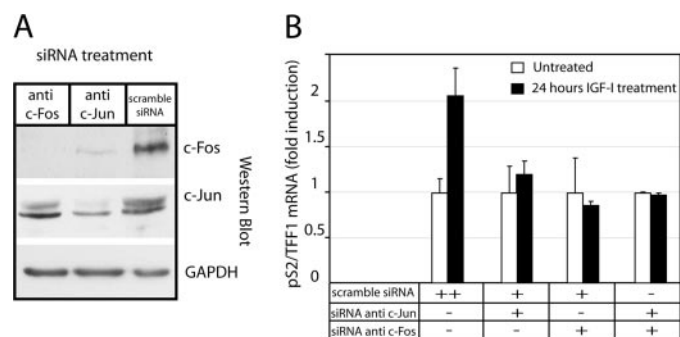 A
siRNA treatment
anti c-Fos
anti c-Jun
scramble siRNA
c-Fos
c-Jun
GAPDH
Western Blot
B
pS2/TFF1 mRNA (fold induction)
2
1.5
1
0.5
0
Untreated
24 hours IGF-I treatment
scramble siRNA ++ + + -
siRNA anti c-Jun - + - +
siRNA anti c-Fos - - + +